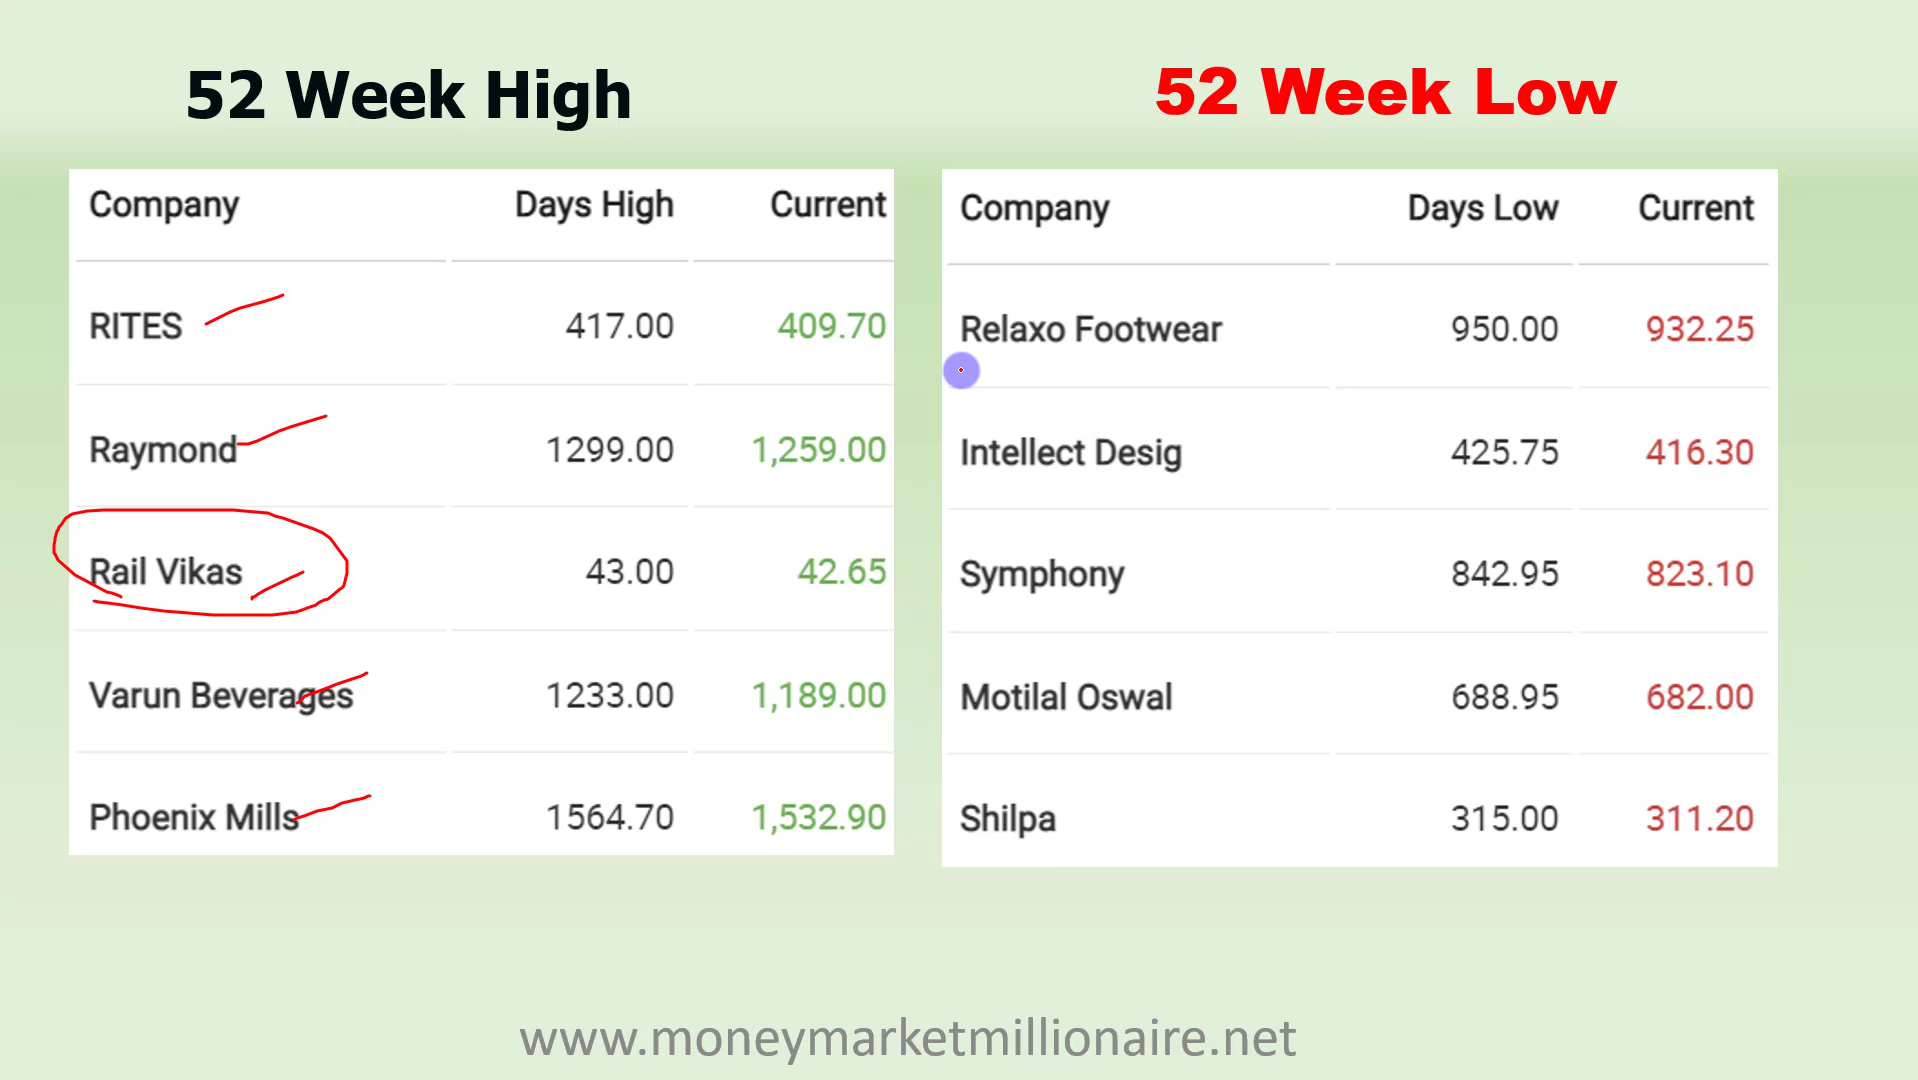 52 Week High
52 Week Low
Company Days High Current
RITES 417.00 409.70
Raymond 1299.00 1,259.00
Rail Vikas 43.00 42.65
Varun Beverages 1233.00 1,189.00
Phoenix Mills 1564.70 1,532.90
Company Days Low Current
Relaxo Footwear 950.00 932.25
Intellect Desig 425.75 416.30
Symphony 842.95 823.10
Motilal Oswal 688.95 682.00
Shilpa 315.00 311.20
www.moneymarketmillionaire.net